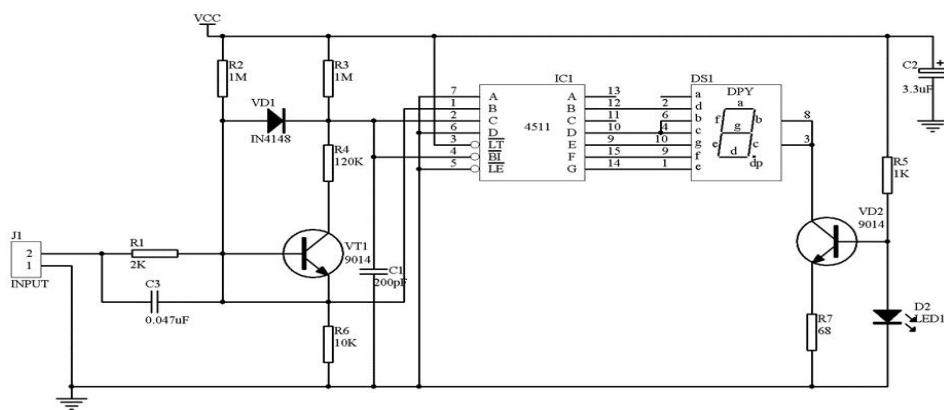 VCC
R2
1M
R3
1M
VD1
IN4148
R4
120K
VT1
9014
C1
200pF
R6
10K
J1
2
1
INPUT
R1
2K
C3
0.047uF
IC1
4511
7 A A 13
1 B B 12
2 C C 11
6 D D 10
3 LT E 9
4 BI F 15
5 LE G 14
DS1
DPY
a
2 d
6 b
4 c
10 g
9 f
1 e
a
f b
g
e c
d
dp
8
3
C2
3.3uF
R5
1K
VD2
9014
R7
68
D2
LED1